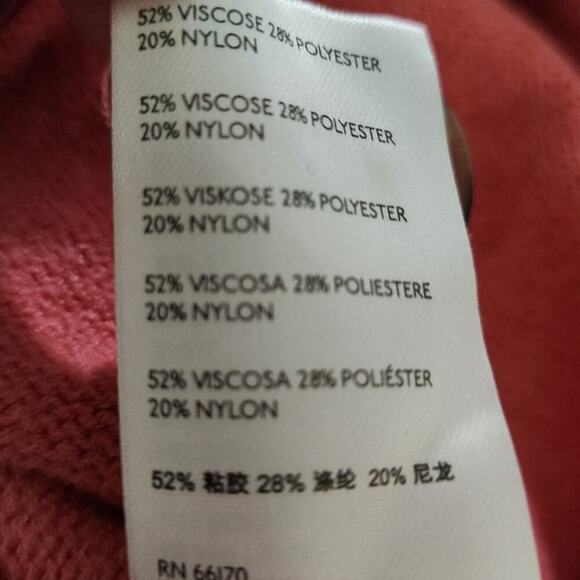 52% VISCOSE 28% POLYESTER
20% NYLON
52% VISCOSE 28% POLYESTER
20% NYLON
52% VISKOSE 28% POLYESTER
20% NYLON
52% VISCOSA 28% POLIESTERE
20% NYLON
52% VISCOSA 28% POLIÉSTER
20% NYLON
52% 粘胶 28% 涤纶 20% 尼龙
RN 66170